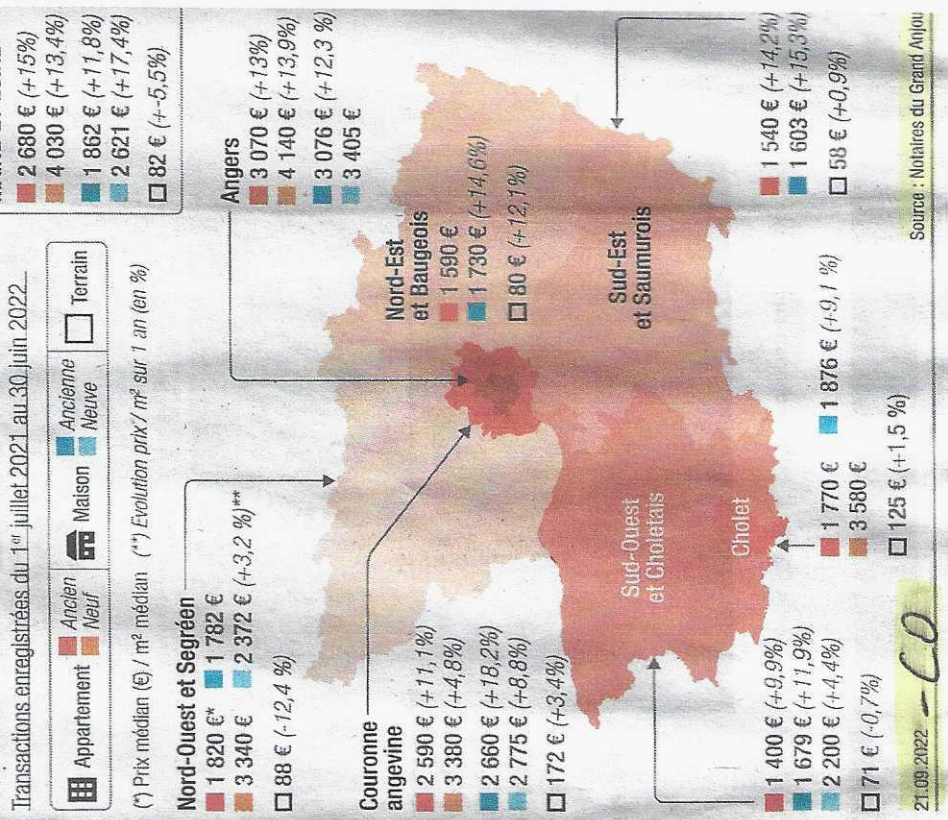 Transactions enregistrées du 1er juillet 2021 au 30 juin 2022
Appartement Ancien Neuf Maison Ancienne Neuve Terrain
(*) Prix médian (€) / m² médian (**) Evolution prix / m² sur 1 an (en %)
2 680 € (+15%)
4 030 € (+13,4%)
1 862 € (+11,8%)
2 621 € (+17,4%)
82 € (+-5,5%)
Nord-Ouest et Segréen
1 820 €* 1 782 €
3 340 € 2 372 € (+3,2 %)**
88 € (-12,4 %)
Angers
3 070 € (+13%)
4 140 € (+13,9%)
3 076 € (+12,3 %)
3 405 €
Couronne
angevine
2 590 € (+11,1%)
3 380 € (+4,8%)
2 660 € (+18,2%)
2 775 € (+8,8%)
172 € (+3,4%)
Nord-Est
et Baugeois
1 590 €
1 730 € (+14,6%)
80 € (+12,1%)
Sud-Ouest
et Choletais
Sud-Est
et Saumurois
Cholet
1 400 € (+9,9%)
1 679 € (+11,9%)
2 200 € (+4,4%)
71 € (-0,7%)
1 770 € 1 876 € (+9,1 %)
3 580 €
125 € (+1,5 %)
1 540 € (+14,2%)
1 603 € (+15,3%)
58 € (+0,9%)
21.09.2022 - CO
Source : Notaires du Grand Anjou